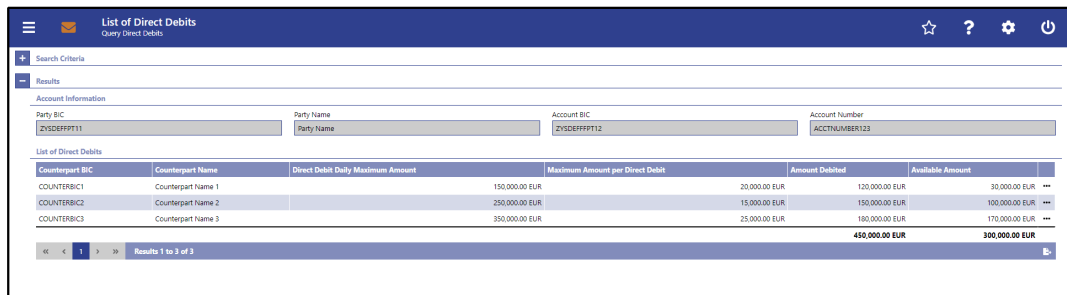 List of Direct Debits
Query Direct Debits
Search Criteria
Results
Account Information
Party BIC Party Name Account BIC Account Number
ZYSDEFFPT11 Party Name ZYSDEFFFPT12 ACCTNUMBER123
List of Direct Debits
Counterpart BIC Counterpart Name Direct Debit Daily Maximum Amount Maximum Amount per Direct Debit Amount Debited Available Amount
COUNTERBIC1 Counterpart Name 1 150,000.00 EUR 20,000.00 EUR 120,000.00 EUR 30,000.00 EUR
COUNTERBIC2 Counterpart Name 2 250,000.00 EUR 15,000.00 EUR 150,000.00 EUR 100,000.00 EUR
COUNTERBIC3 Counterpart Name 3 350,000.00 EUR 25,000.00 EUR 180,000.00 EUR 170,000.00 EUR
450,000.00 EUR 300,000.00 EUR
« < 1 > » Results 1 to 3 of 3